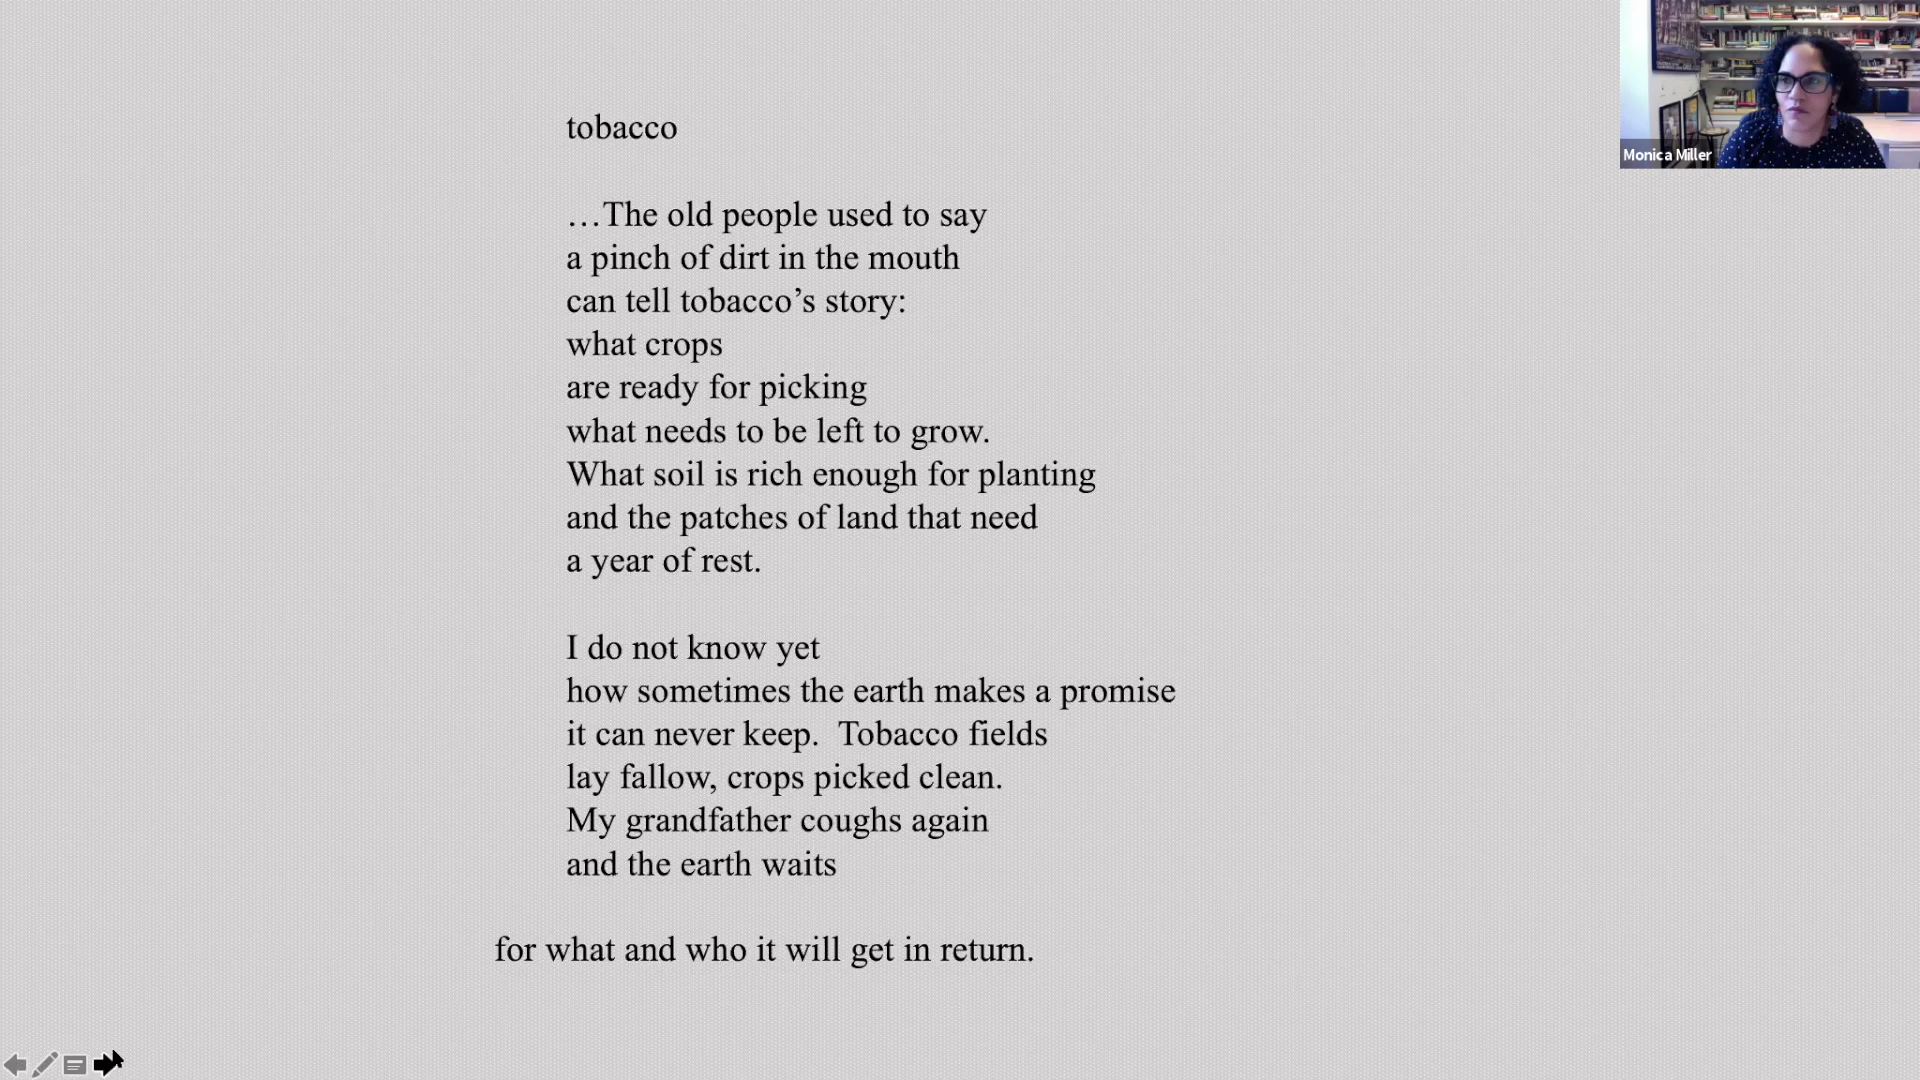 tobacco
…The old people used to say
a pinch of dirt in the mouth
can tell tobacco’s story:
what crops
are ready for picking
what needs to be left to grow.
What soil is rich enough for planting
and the patches of land that need
a year of rest.
I do not know yet
how sometimes the earth makes a promise
it can never keep.  Tobacco fields
lay fallow, crops picked clean.
My grandfather coughs again
and the earth waits
for what and who it will get in return.
Monica Miller